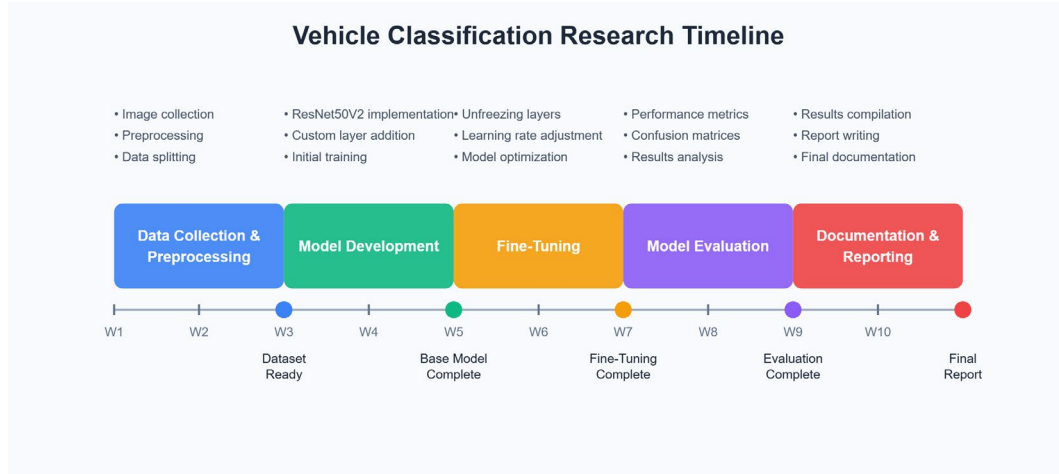 Vehicle Classification Research Timeline
• Image collection
• Preprocessing
• Data splitting
• ResNet50V2 implementation
• Custom layer addition
• Initial training
• Unfreezing layers
• Learning rate adjustment
• Model optimization
• Performance metrics
• Confusion matrices
• Results analysis
• Results compilation
• Report writing
• Final documentation
Data Collection &
Preprocessing
Model Development
Fine-Tuning
Model Evaluation
Documentation &
Reporting
W1
W2
W3
W4
W5
W6
W7
W8
W9
W10
Dataset
Ready
Base Model
Complete
Fine-Tuning
Complete
Evaluation
Complete
Final
Report